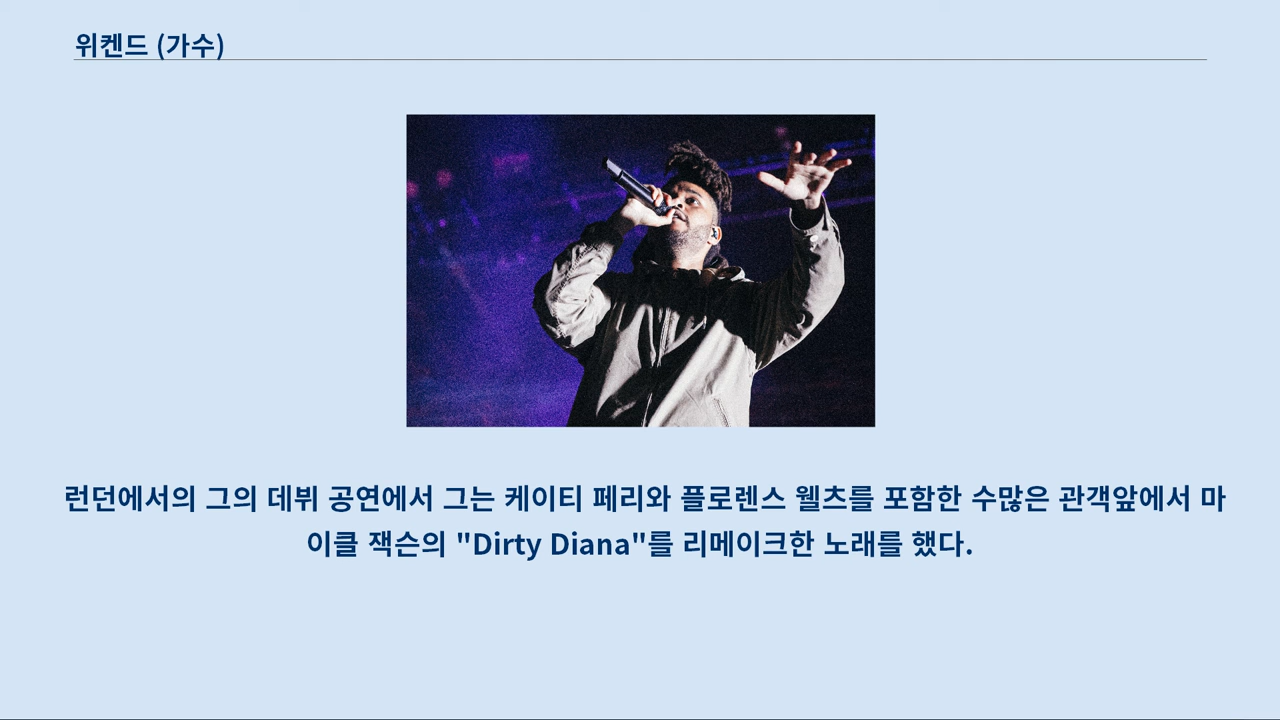 위켄드 (가수)
런던에서의 그의 데뷔 공연에서 그는 케이티 페리와 플로렌스 웰츠를 포함한 수많은 관객앞에서 마
이클 잭슨의 "Dirty Diana"를 리메이크한 노래를 했다.